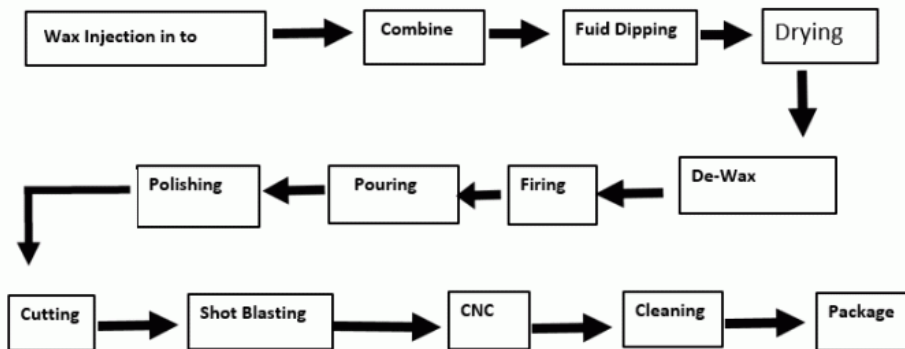 Wax Injection in to
Combine
Fuid Dipping
Drying
De-Wax
Firing
Pouring
Polishing
Cutting
Shot Blasting
CNC
Cleaning
Package